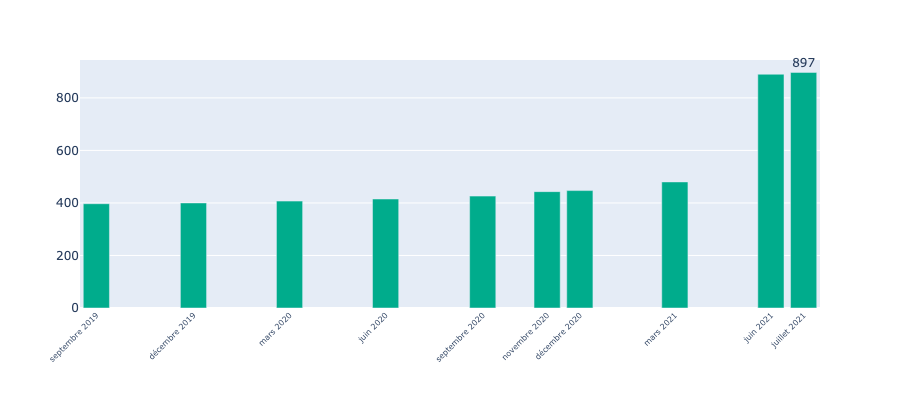 897
800
600
400
200
0
septembre 2019
décembre 2019
mars 2020
juin 2020
septembre 2020
novembre 2020
décembre 2020
mars 2021
juin 2021
juillet 2021